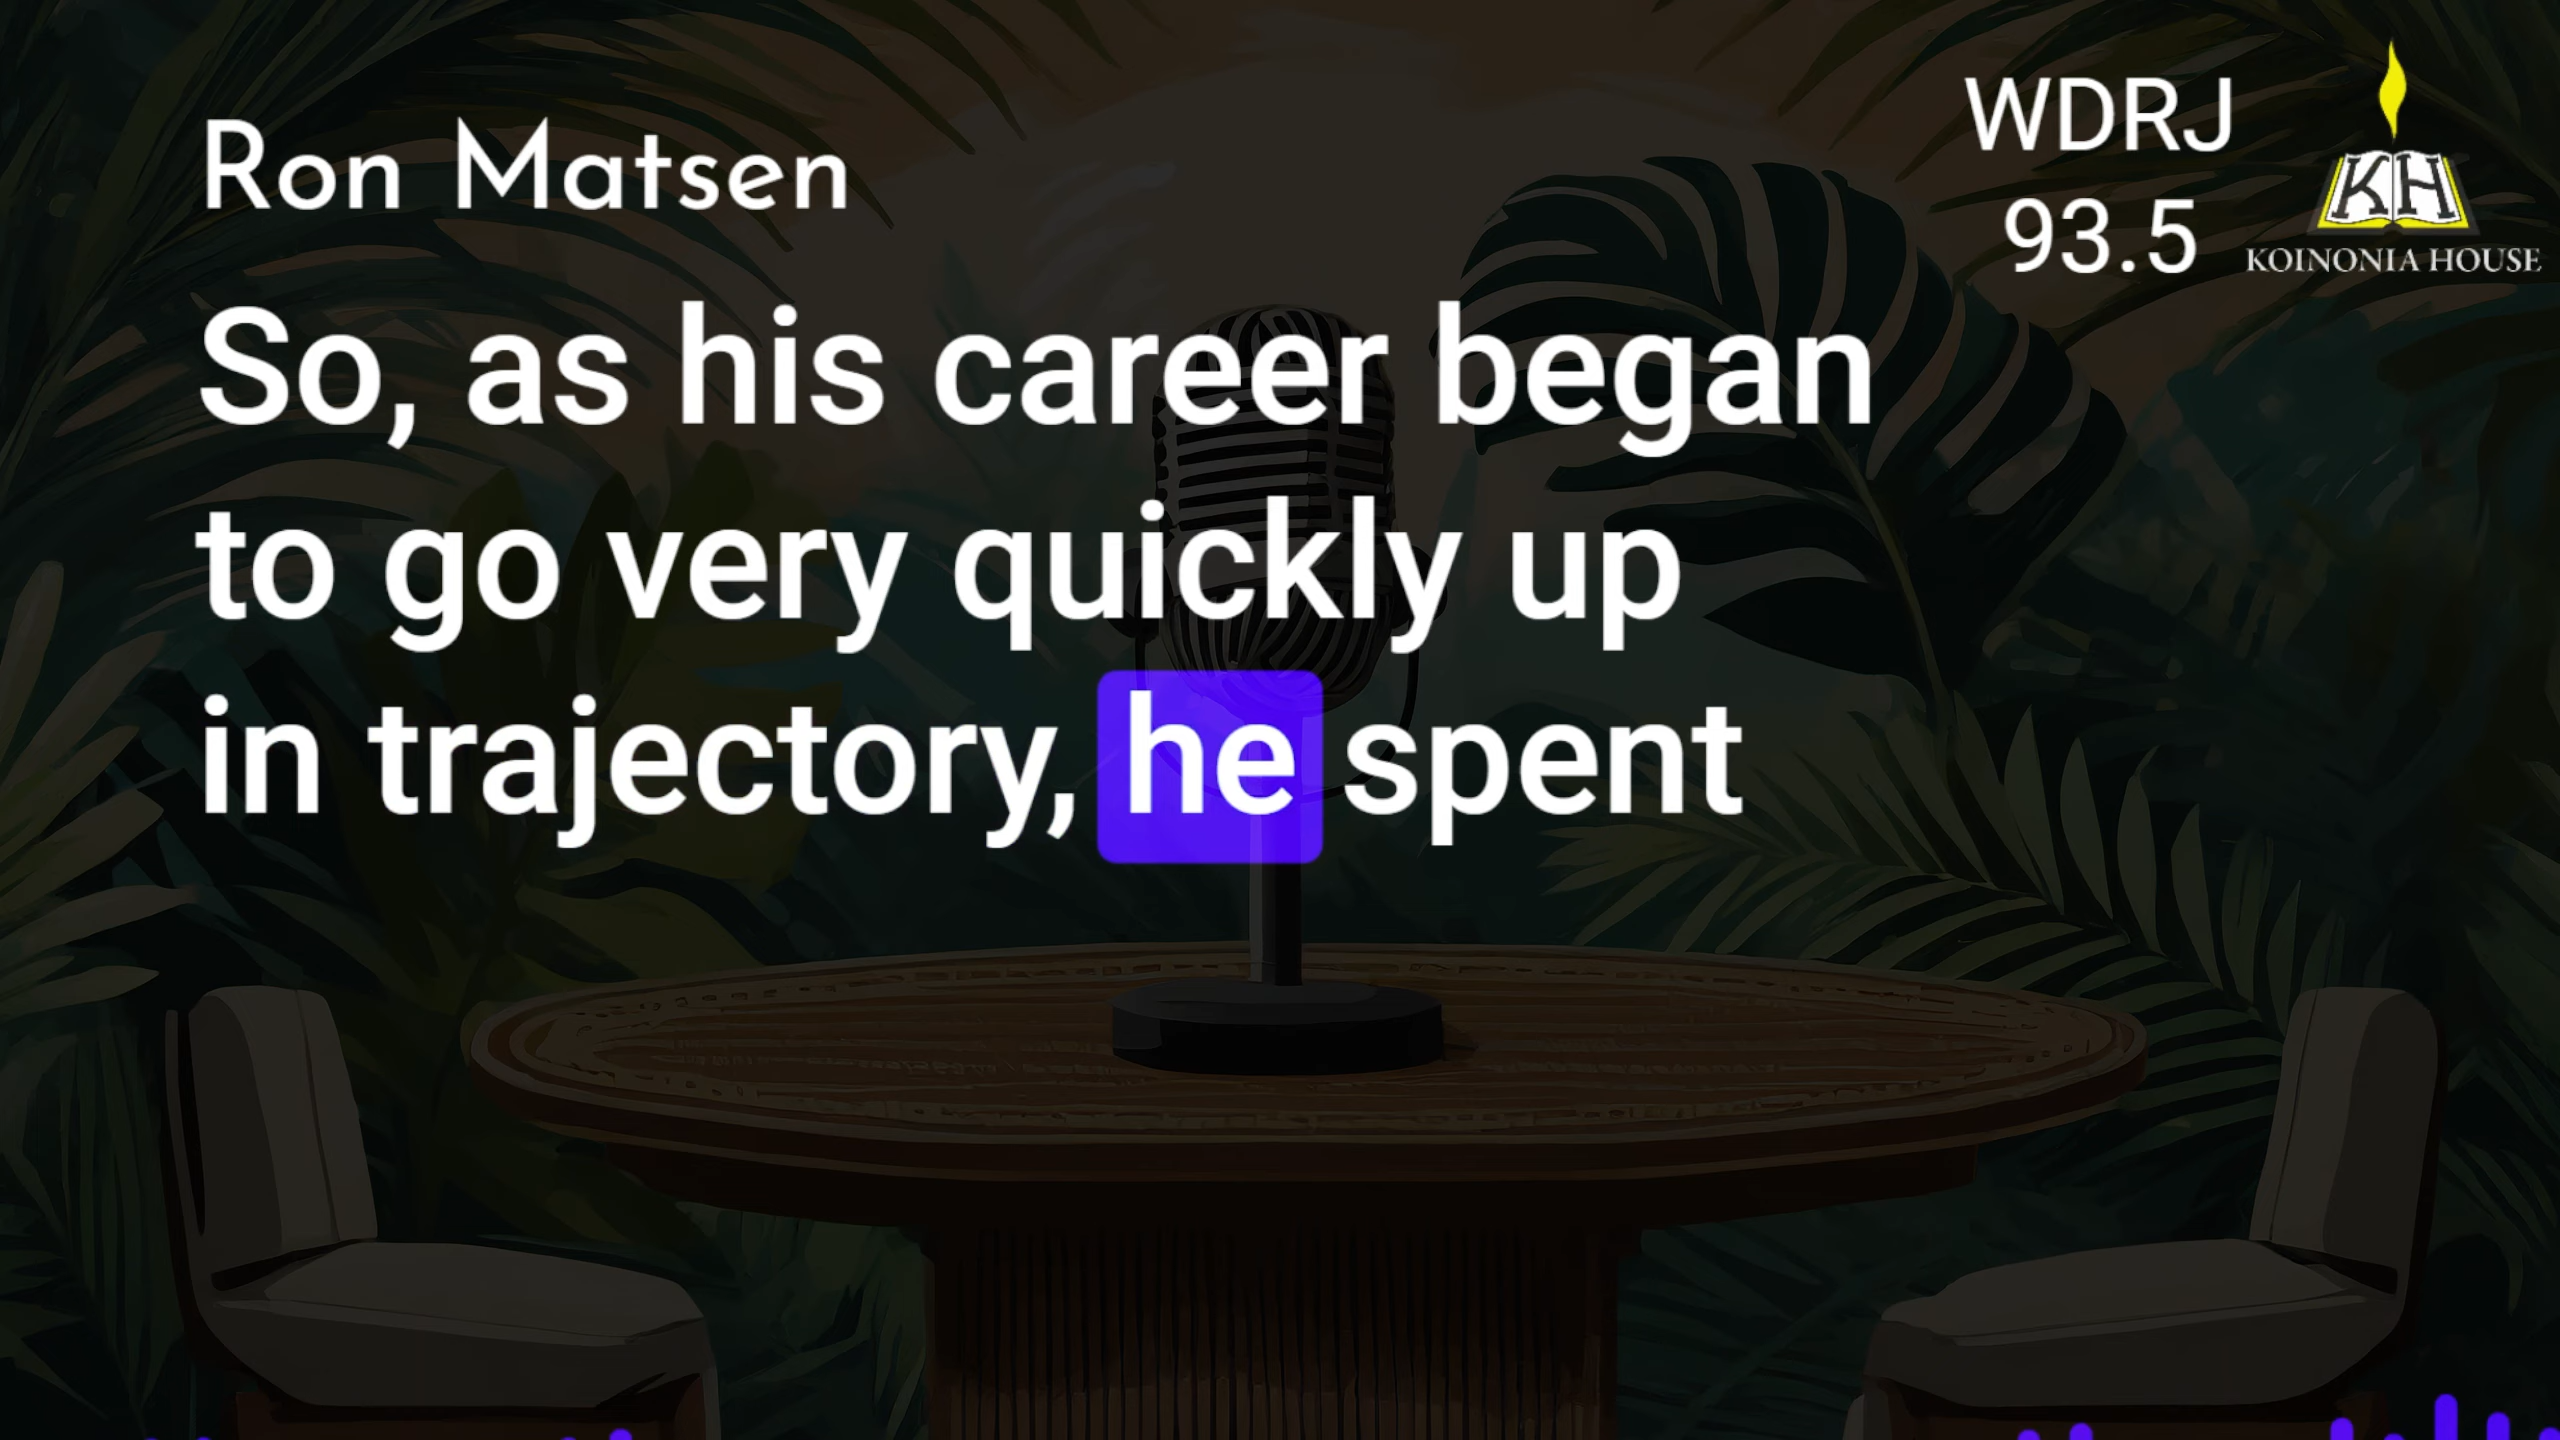 Ron Matsen
WDRJ
93.5
KH
KOINONIA HOUSE
So, as his career began
to go very quickly up
in trajectory, he spent